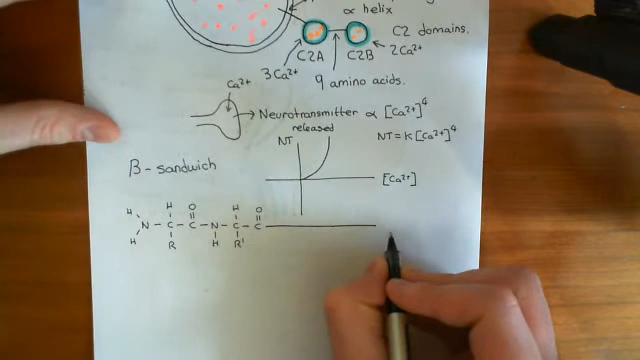 α helix
C2 domains.
C2A C2B 2Ca²⁺
3Ca²⁺ 9 amino acids.
Ca²⁺
Neurotransmitter ∝ [Ca²⁺]⁴
released
NT NT=K[Ca²⁺]⁴
β-sandwich
[Ca²⁺]
H H O H O
N - C - C - N - C - C
H R H R'